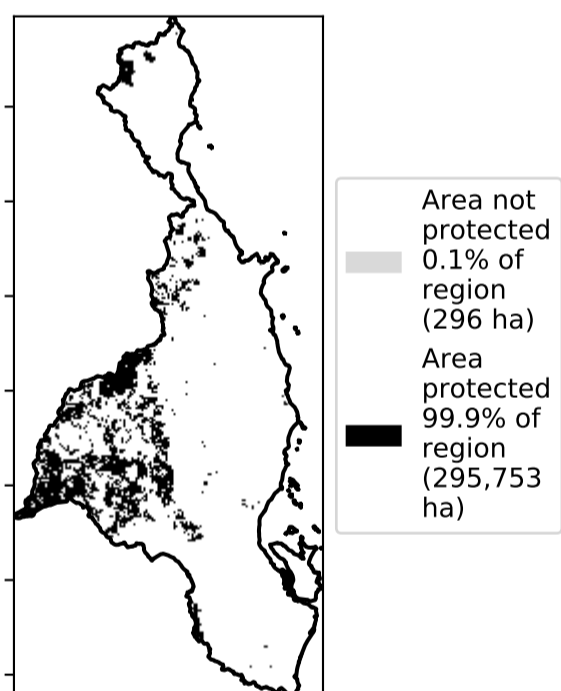 Area not
protected
0.1% of
region
(296 ha)
Area
protected
99.9% of
region
(295,753
ha)